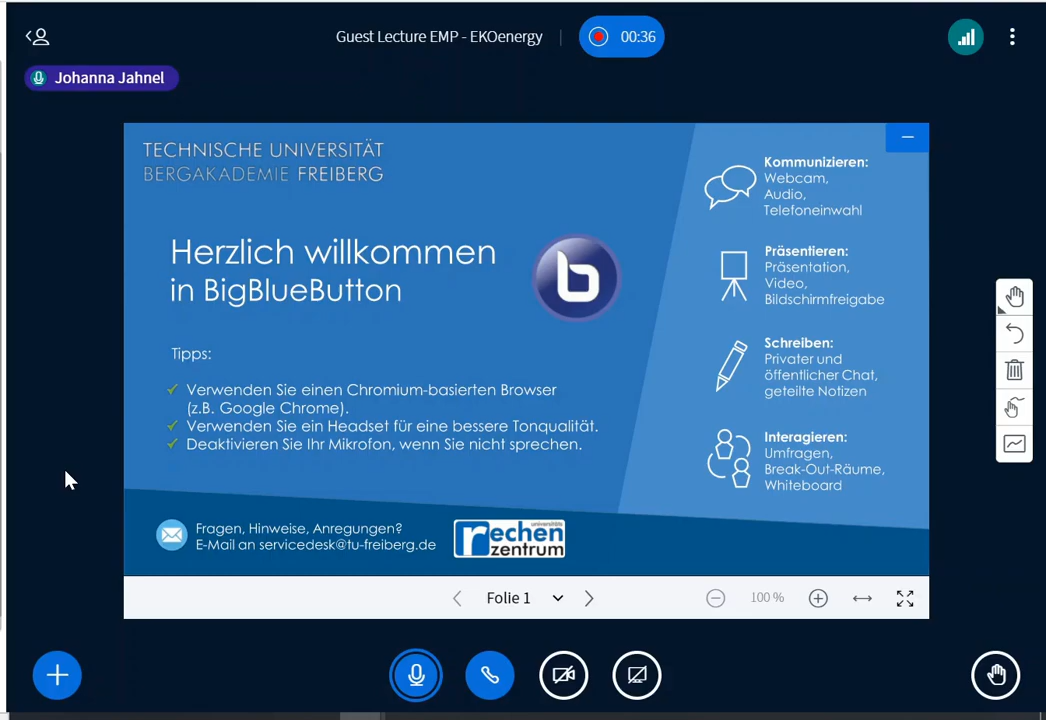 Guest Lecture EMP - EKOenergy
00:36
Johanna Jahnel
TECHNISCHE UNIVERSITÄT
BERGAKADEMIE FREIBERG
Herzlich willkommen
in BigBlueButton
b
Tipps:
Verwenden Sie einen Chromium-basierten Browser
(z.B. Google Chrome).
Verwenden Sie ein Headset für eine bessere Tonqualität.
Deaktivieren Sie Ihr Mikrofon, wenn Sie nicht sprechen.
Kommunizieren:
Webcam,
Audio,
Telefoneinwahl
Präsentieren:
Präsentation,
Video,
Bildschirmfreigabe
Schreiben:
Privater und
öffentlicher Chat,
geteilte Notizen
Interagieren:
Umfragen,
Break-Out-Räume,
Whiteboard
Fragen, Hinweise, Anregungen?
E-Mail an servicedesk@tu-freiberg.de
universitäts
rechen
zentrum
Folie 1
100 %